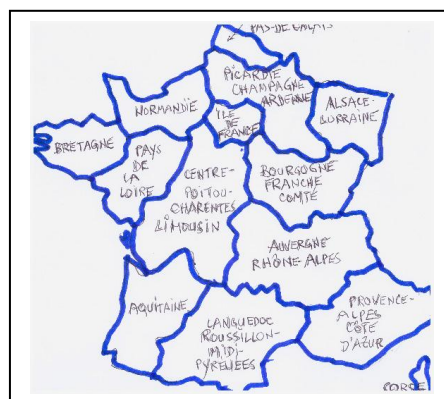 PAS-DE CALAIS
PICARDIE
CHAMPAGNE
ARDENNE
NORMANDIE
ILE
DE
FRANCE
ALSACE-
LORRAINE
BRETAGNE
PAYS
DE
LA
LOIRE
CENTRE-
POITOU-
CHARENTES
LIMOUSIN
BOURGOGNE
FRANCHE
COMTÉ
AUVERGNE
RHÔNE-ALPES
AQUITAINE
LANGUEDOC
ROUSSILLON-
MIDI-
PYRENEES
PROVENCE-
ALPES
CÔTE
D'AZUR
CORSE